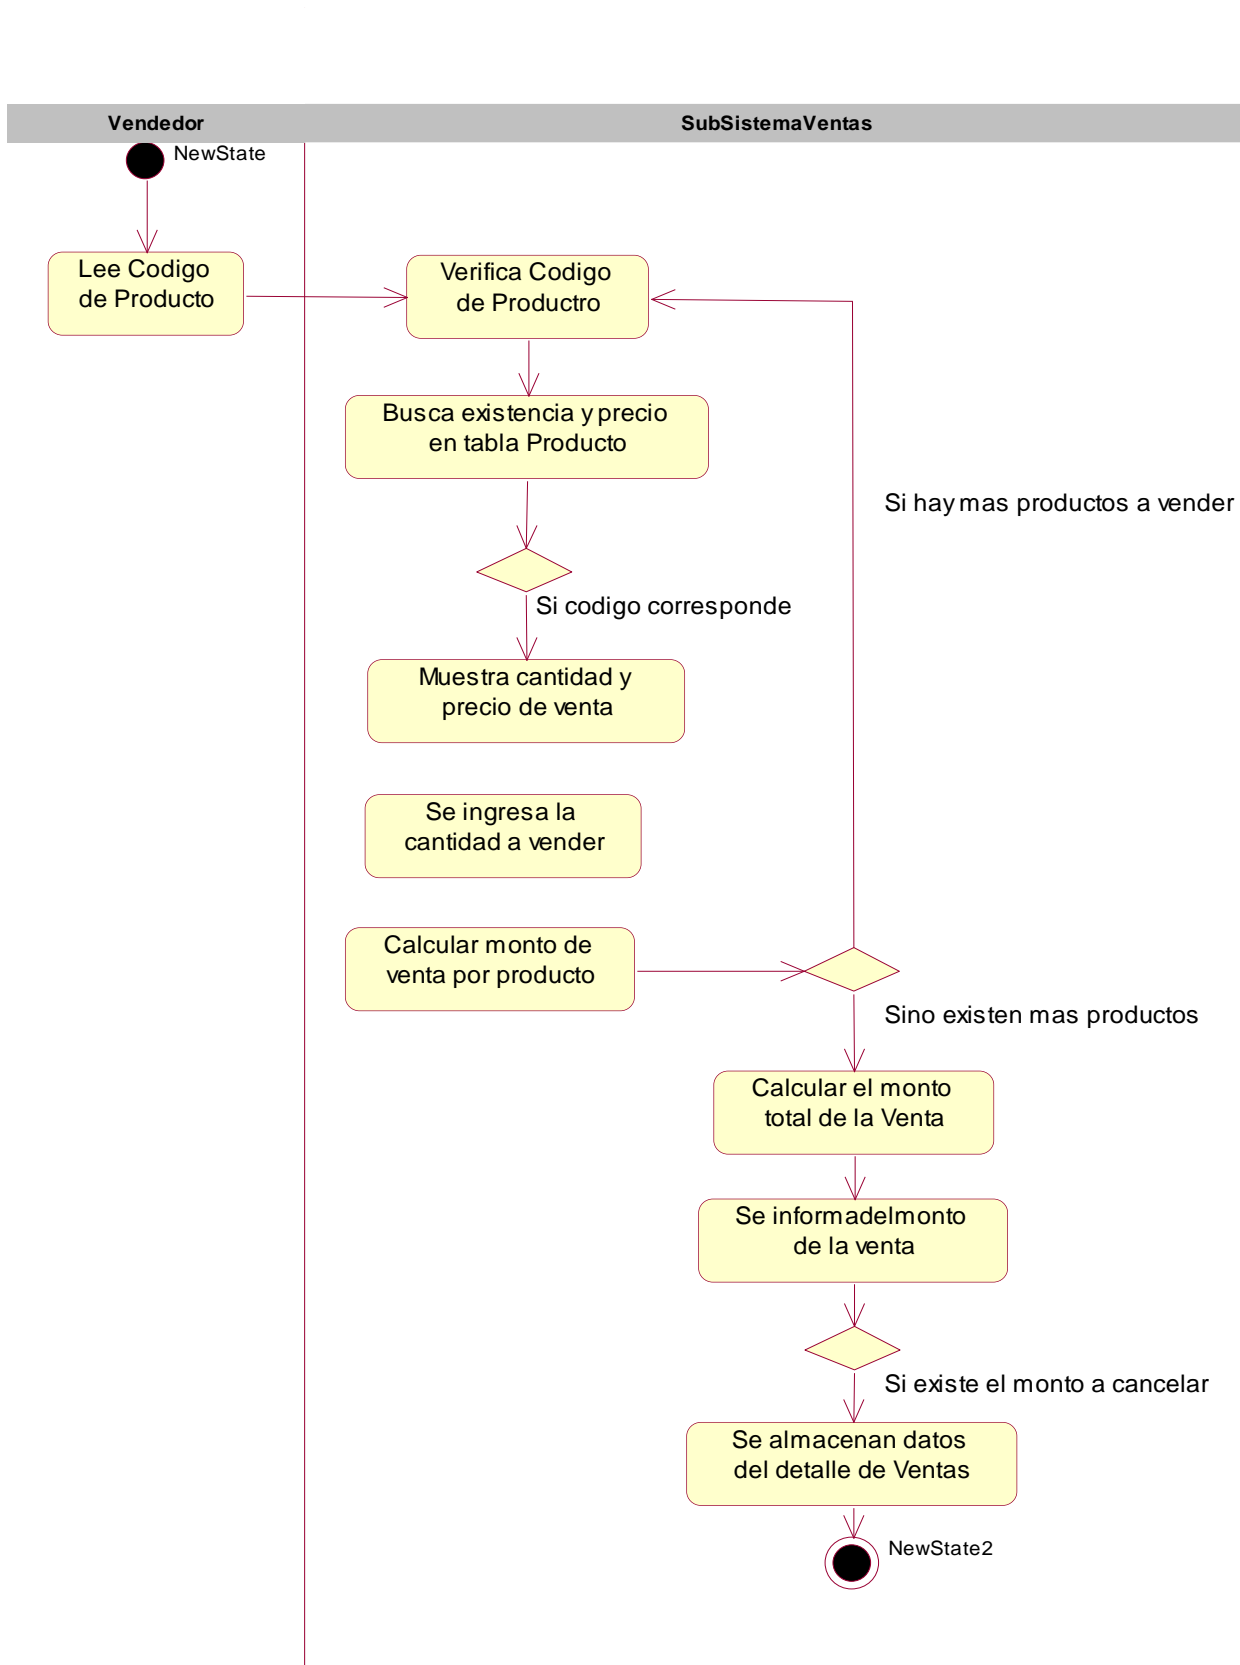 Vendedor
SubSistemaVentas
NewState
Lee Codigo
de Producto
Verifica Codigo
de Productro
Busca existencia y precio
en tabla Producto
Si hay mas productos a vender
Si codigo corresponde
Muestra cantidad y
precio de venta
Se ingresa la
cantidad a vender
Calcular monto de
venta por producto
Sino existen mas productos
Calcular el monto
total de la Venta
Se informadelmonto
de la venta
Si existe el monto a cancelar
Se almacenan datos
del detalle de Ventas
NewState2